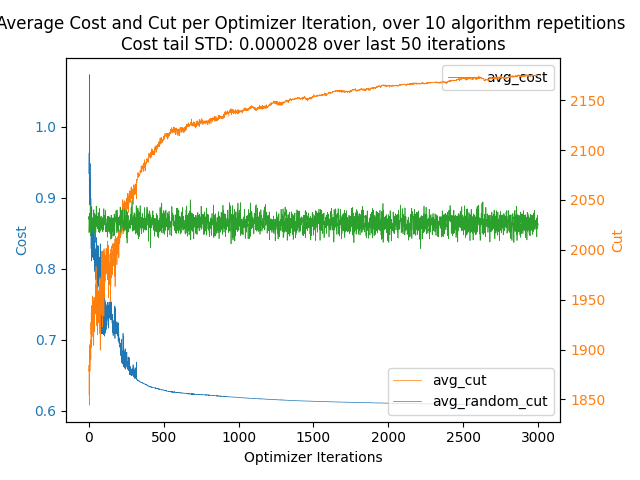 Average Cost and Cut per Optimizer Iteration, over 10 algorithm repetitions
Cost tail STD: 0.000028 over last 50 iterations
avg_cost
1.0
0.9
0.8
0.7
0.6
Cost
2150
2100
2050
2000
1950
1900
1850
Cut
avg_cut
avg_random_cut
0 500 1000 1500 2000 2500 3000
Optimizer Iterations